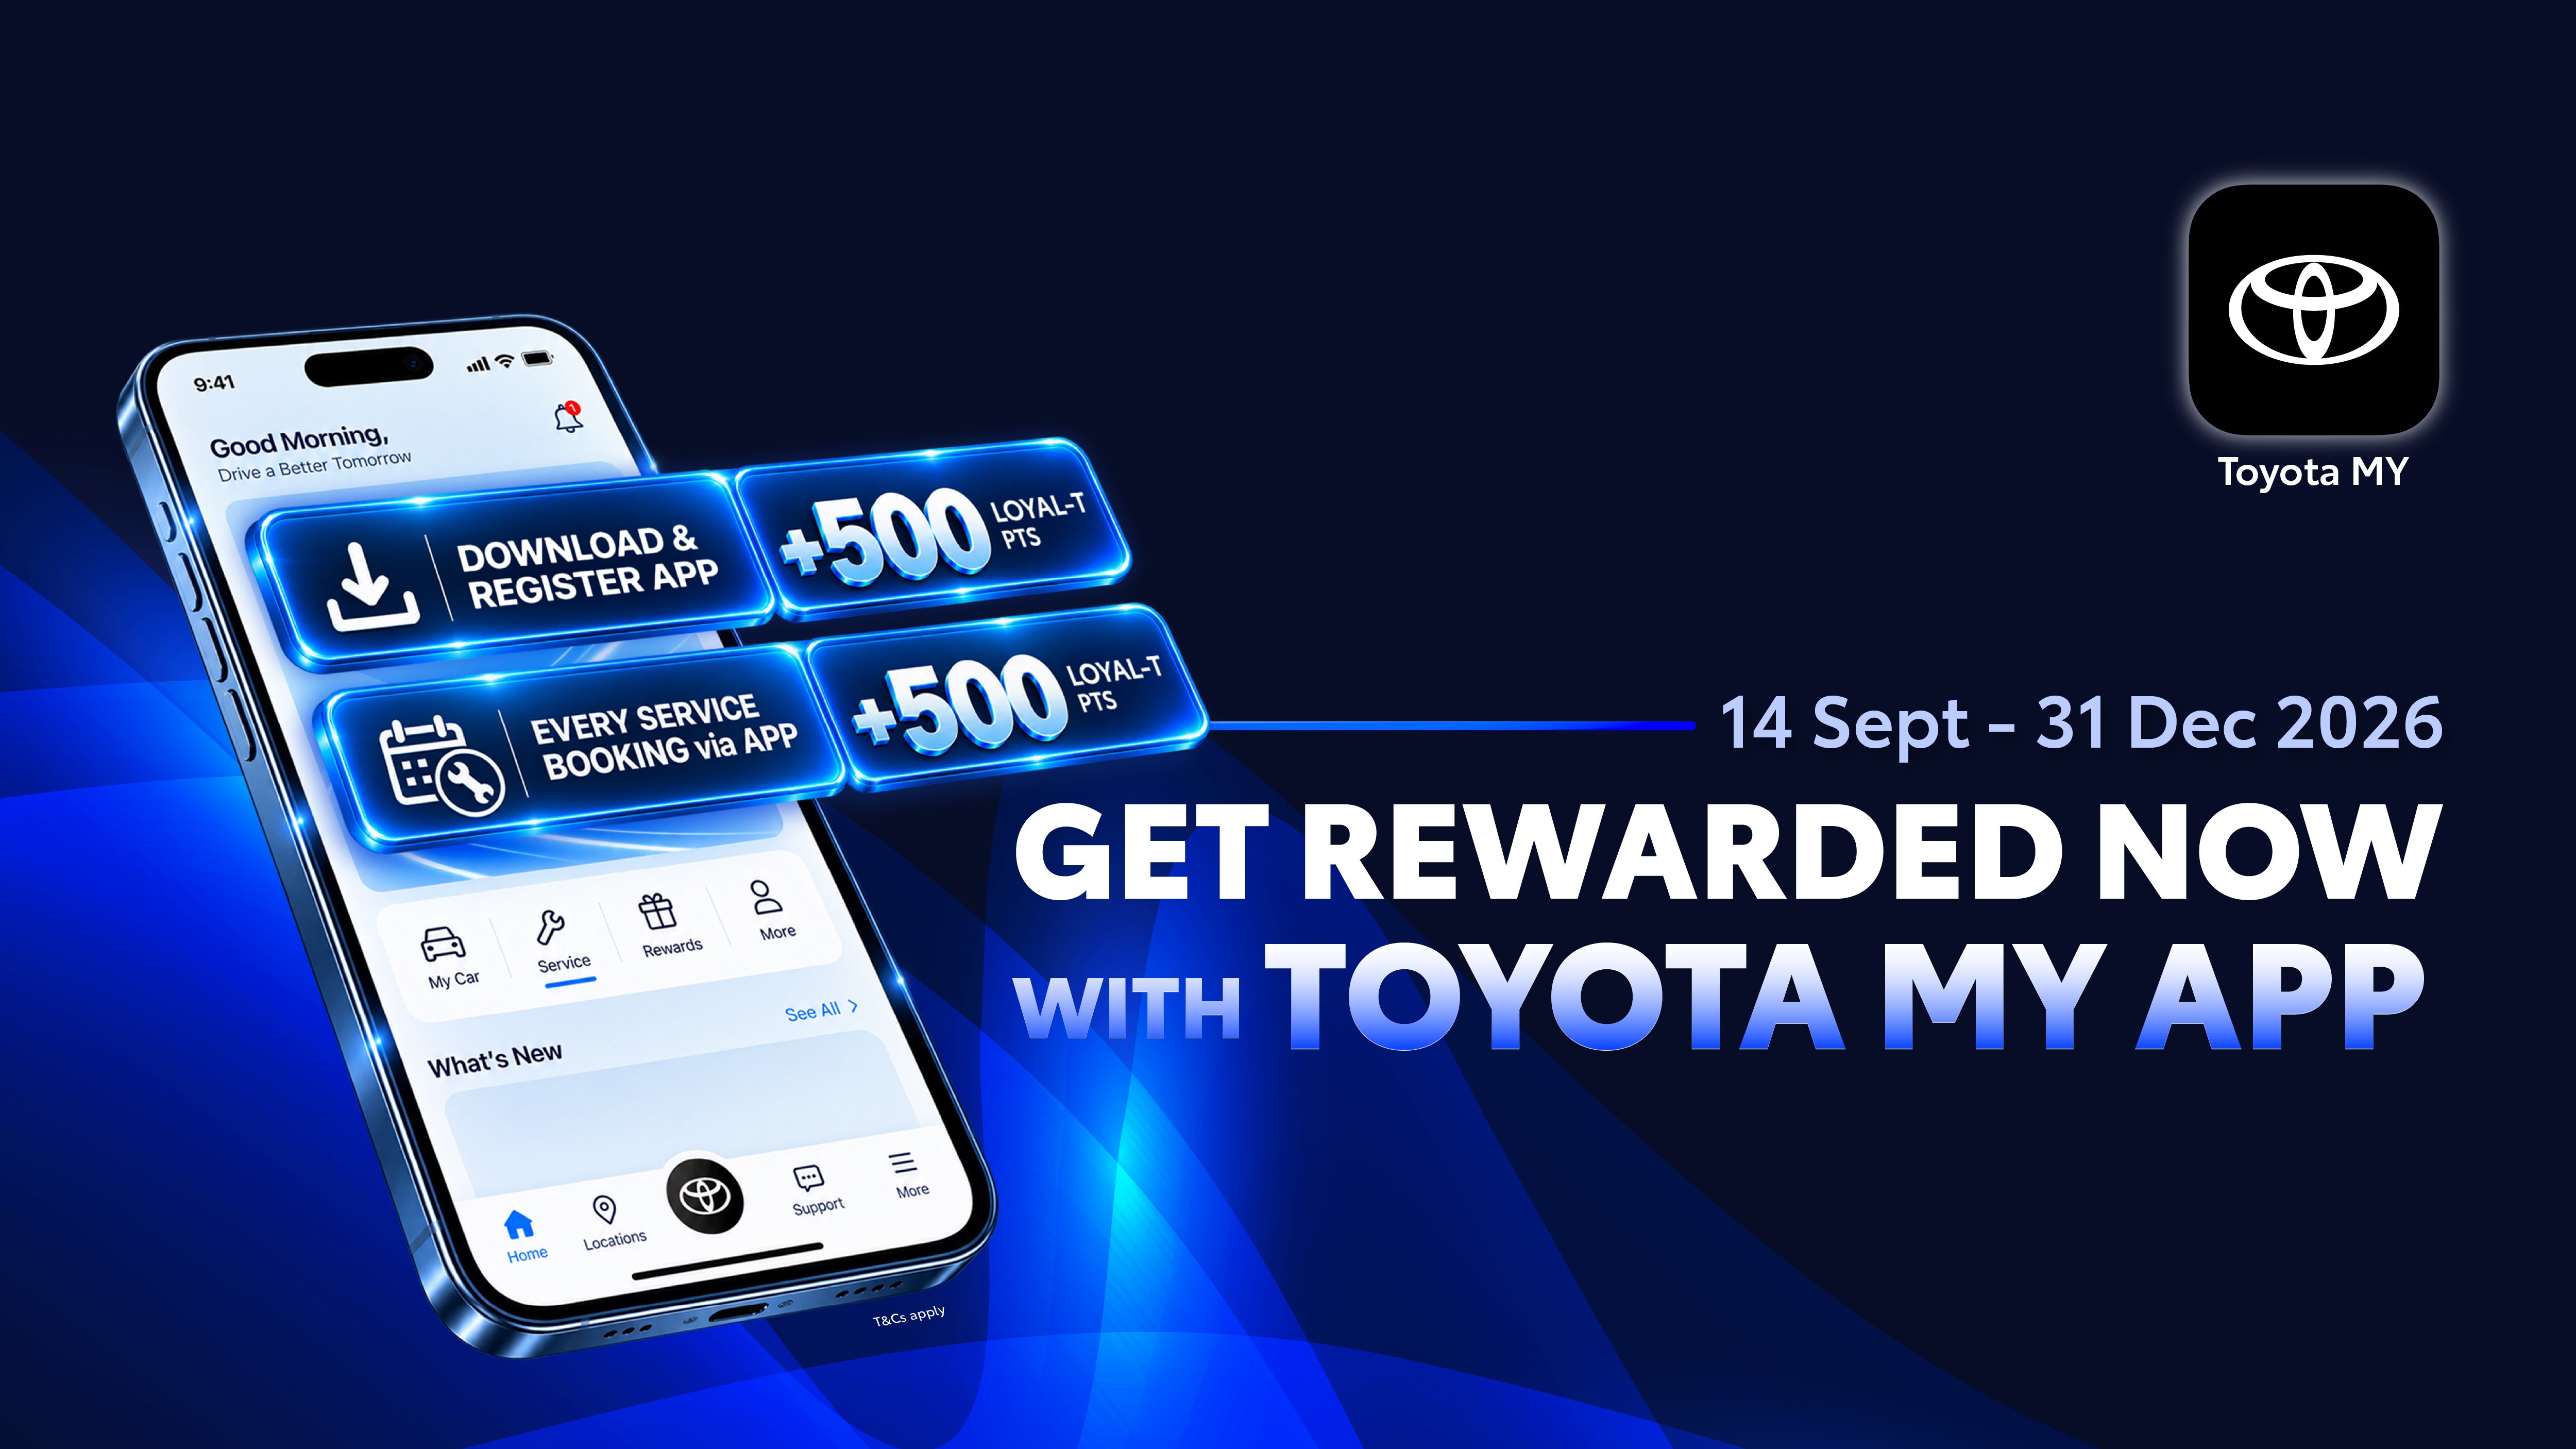 Toyota MY
9:41
1
Good Morning,
Drive a Better Tomorrow
DOWNLOAD &
REGISTER APP
+500
LOYAL-T
PTS
EVERY SERVICE
BOOKING via APP
+500
LOYAL-T
PTS
My Car
Service
Rewards
More
See All >
What's New
Home
Locations
Support
More
T&Cs apply
14 Sept - 31 Dec 2026
GET REWARDED NOW
WITH TOYOTA MY APP